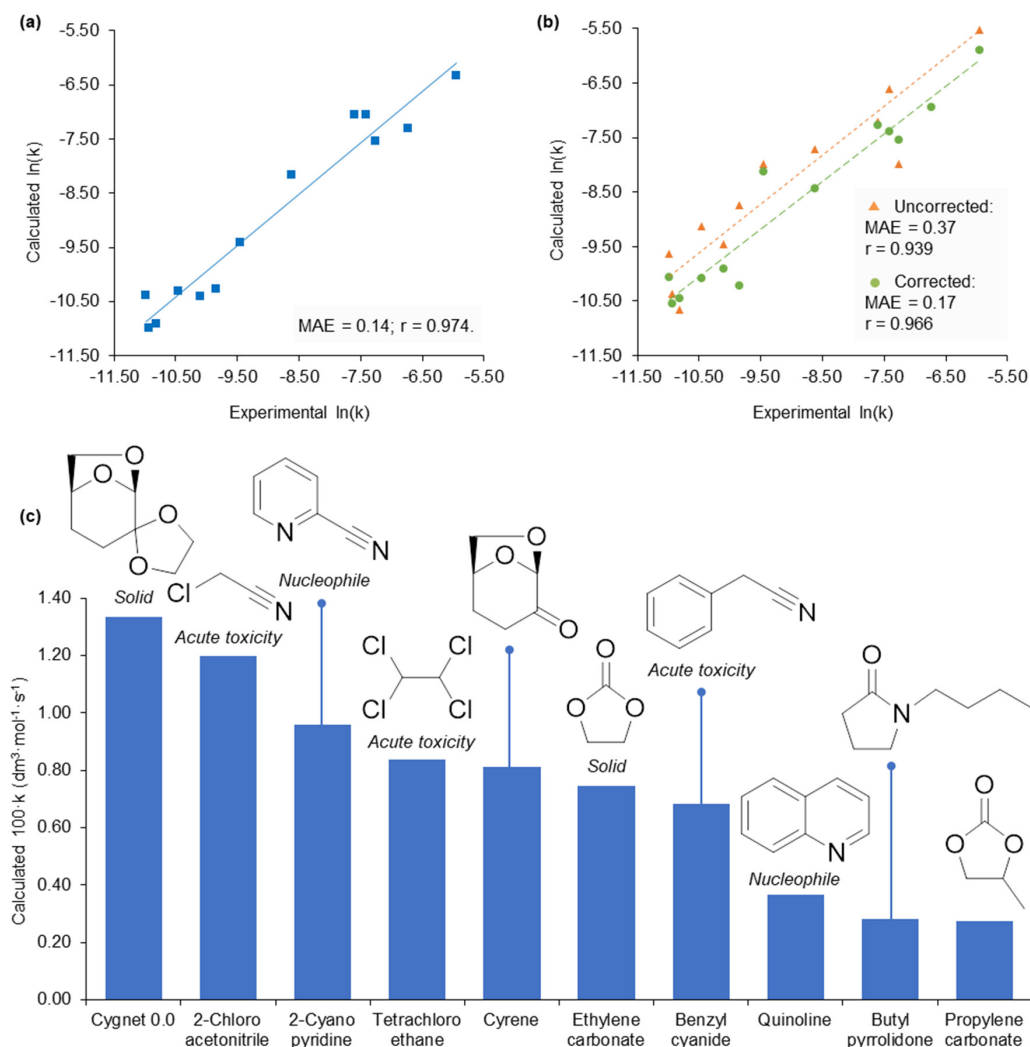 (a)
-5.50
-6.50
-7.50
-8.50
-9.50
-10.50
-11.50
Calculated ln(k)
MAE = 0.14; r = 0.974.
-11.50 -10.50 -9.50 -8.50 -7.50 -6.50 -5.50
Experimental ln(k)
(b)
-5.50
-6.50
-7.50
-8.50
-9.50
-10.50
-11.50
Calculated ln(k)
Uncorrected:
MAE = 0.37
r = 0.939
Corrected:
MAE = 0.17
r = 0.966
-11.50 -10.50 -9.50 -8.50 -7.50 -6.50 -5.50
Experimental ln(k)
(c)
O
O
O
O
Solid
Cl
N
Acute toxicity
N
N
Nucleophile
Cl Cl
Cl Cl
Acute toxicity
O
O
O
O
O O
Solid
N
Acute toxicity
N
Nucleophile
O
N
O
O
O
1.40
1.20
1.00
0.80
0.60
0.40
0.20
0.00
Calculated 100·k (dm³·mol⁻¹·s⁻¹)
Cygnet 0.0
2-Chloro
acetonitrile
2-Cyano
pyridine
Tetrachloro
ethane
Cyrene
Ethylene
carbonate
Benzyl
cyanide
Quinoline
Butyl
pyrrolidone
Propylene
carbonate